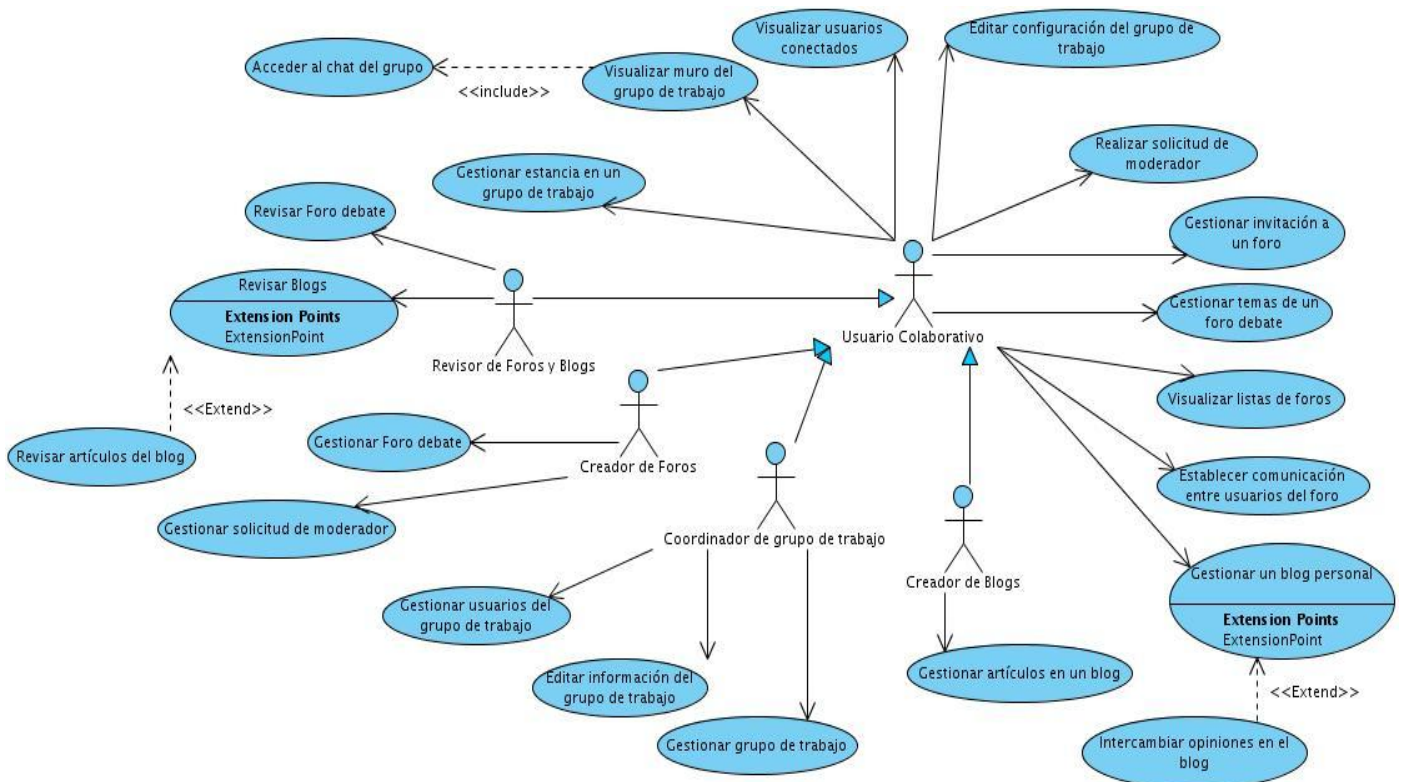 Visualizar usuarios
conectados
Editar configuración del grupo de
trabajo
Acceder al chat del grupo
<<include>>
Visualizar muro del
grupo de trabajo
Realizar solicitud de
moderador
Gestionar estancia en un
grupo de trabajo
Revisar Foro debate
Gestionar invitación a
un foro
Revisar Blogs
Extension Points
ExtensionPoint
Gestionar temas de un
foro debate
Usuario Colaborativo
Revisor de Foros y Blogs
<<Extend>>
Visualizar listas de foros
Revisar artículos del blog
Gestionar Foro debate
Creador de Foros
Establecer comunicación
entre usuarios del foro
Gestionar solicitud de moderador
Coordinador de grupo de trabajo
Creador de Blogs
Gestionar un blog personal
Extension Points
ExtensionPoint
Gestionar usuarios del
grupo de trabajo
Editar información del
grupo de trabajo
Gestionar artículos en un blog
<<Extend>>
Gestionar grupo de trabajo
Intercambiar opiniones en el
blog